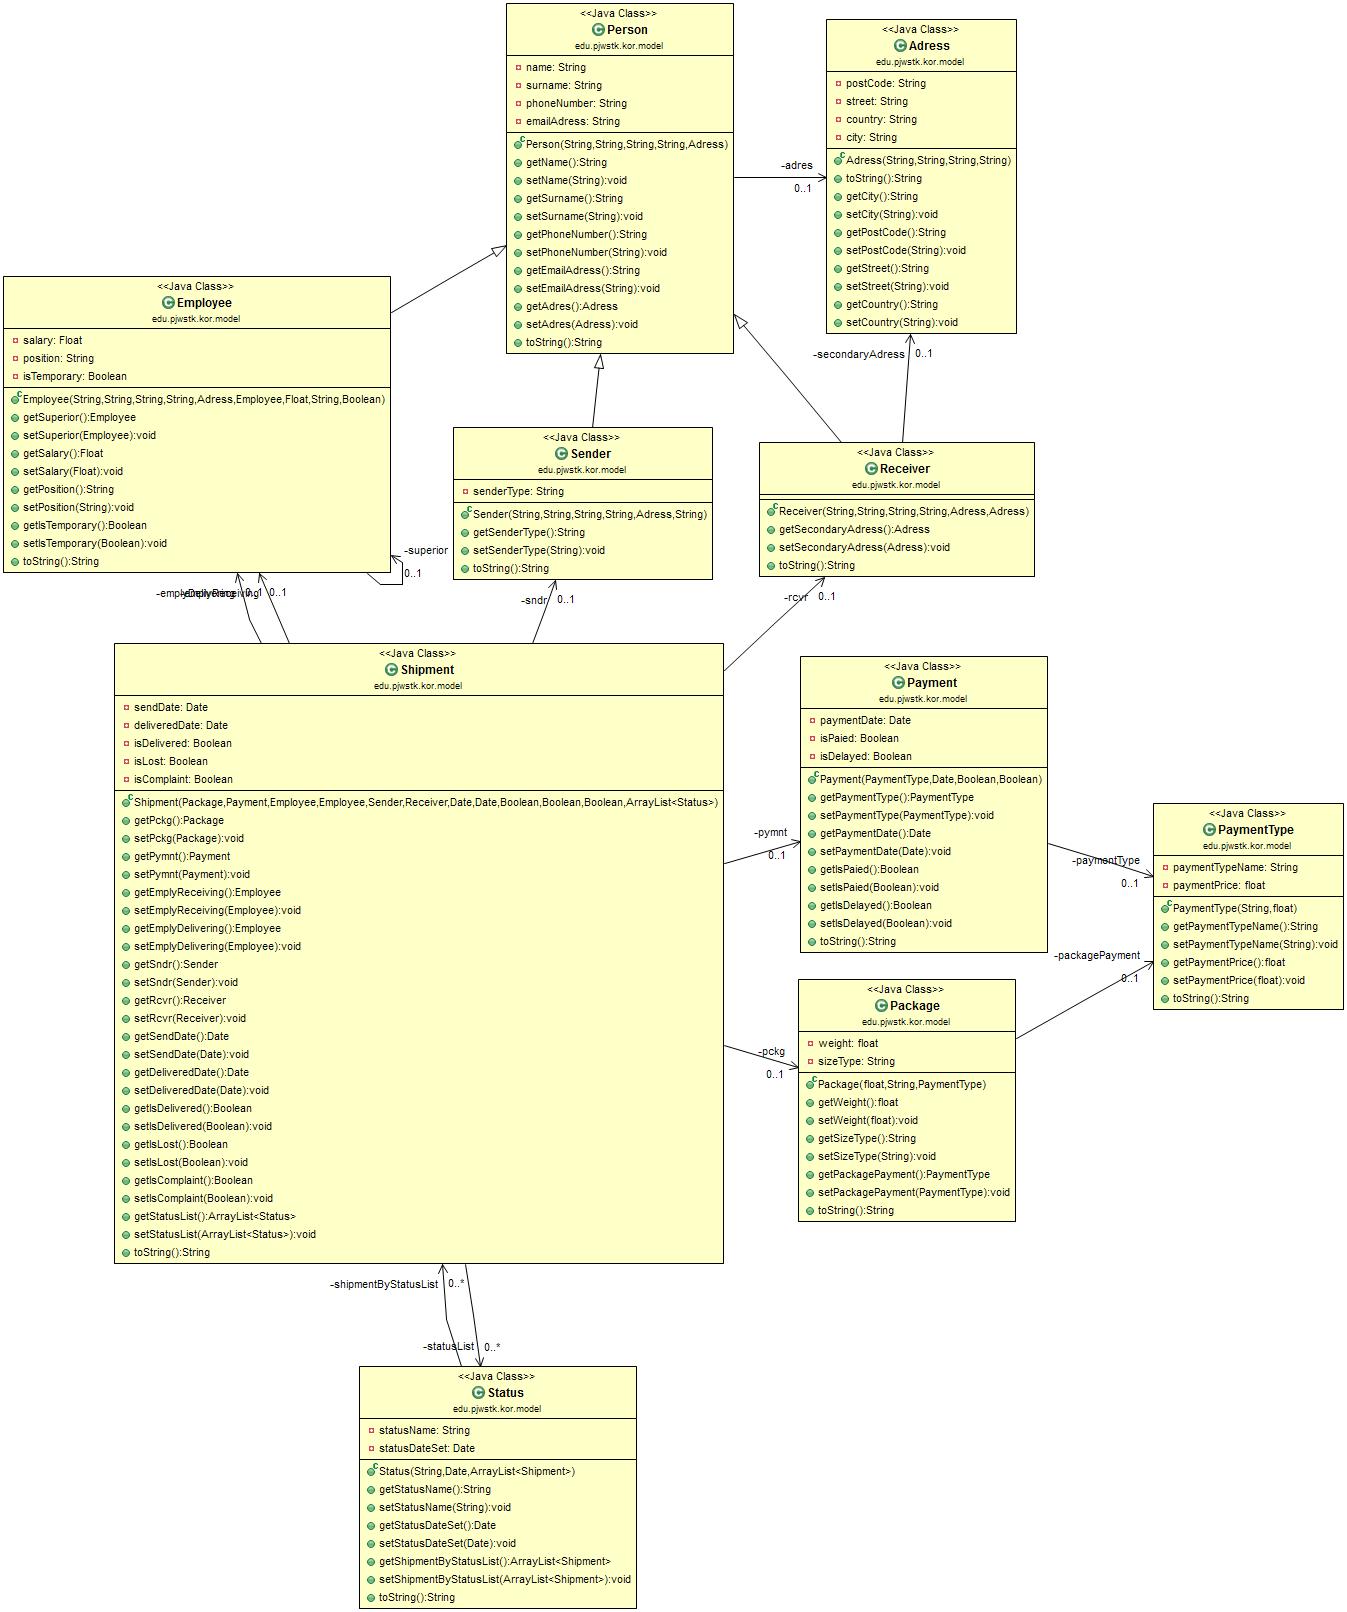 <<Java Class>>
Person
edu.pjwstk.kor.model
name: String
surname: String
phoneNumber: String
emailAdress: String
Person(String,String,String,String,Adress)
getName():String
setName(String):void
getSurname():String
setSurname(String):void
getPhoneNumber():String
setPhoneNumber(String):void
getEmailAdress():String
setEmailAdress(String):void
getAdres():Adress
setAdres(Adress):void
toString():String
-adres
0..1
<<Java Class>>
Adress
edu.pjwstk.kor.model
postCode: String
street: String
country: String
city: String
Adress(String,String,String,String)
toString():String
getCity():String
setCity(String):void
getPostCode():String
setPostCode(String):void
getStreet():String
setStreet(String):void
getCountry():String
setCountry(String):void
-secondaryAdress
0..1
<<Java Class>>
Employee
edu.pjwstk.kor.model
salary: Float
position: String
isTemporary: Boolean
Employee(String,String,String,String,Adress,Employee,Float,String,Boolean)
getSuperior():Employee
setSuperior(Employee):void
getSalary():Float
setSalary(Float):void
getPosition():String
setPosition(String):void
getIsTemporary():Boolean
setIsTemporary(Boolean):void
toString():String
-superior
0..1
<<Java Class>>
Sender
edu.pjwstk.kor.model
senderType: String
Sender(String,String,String,String,Adress,String)
getSenderType():String
setSenderType(String):void
toString():String
-sndr
0..1
<<Java Class>>
Receiver
edu.pjwstk.kor.model
Receiver(String,String,String,String,Adress,Adress)
getSecondaryAdress():Adress
setSecondaryAdress(Adress):void
toString():String
-rcvr
0..1
0..1
<<Java Class>>
Shipment
edu.pjwstk.kor.model
sendDate: Date
deliveredDate: Date
isDelivered: Boolean
isLost: Boolean
isComplaint: Boolean
Shipment(Package,Payment,Employee,Employee,Sender,Receiver,Date,Date,Boolean,Boolean,Boolean,ArrayList<Status>)
getPckg():Package
setPckg(Package):void
getPymnt():Payment
setPymnt(Payment):void
getEmplyReceiving():Employee
setEmplyReceiving(Employee):void
getEmplyDelivering():Employee
setEmplyDelivering(Employee):void
getSndr():Sender
setSndr(Sender):void
getRcvr():Receiver
setRcvr(Receiver):void
getSendDate():Date
setSendDate(Date):void
getDeliveredDate():Date
setDeliveredDate(Date):void
getIsDelivered():Boolean
setIsDelivered(Boolean):void
getIsLost():Boolean
setIsLost(Boolean):void
getIsComplaint():Boolean
setIsComplaint(Boolean):void
getStatusList():ArrayList<Status>
setStatusList(ArrayList<Status>):void
toString():String
-pymnt
0..1
-pckg
0..1
<<Java Class>>
Payment
edu.pjwstk.kor.model
paymentDate: Date
isPaied: Boolean
isDelayed: Boolean
Payment(PaymentType,Date,Boolean,Boolean)
getPaymentType():PaymentType
setPaymentType(PaymentType):void
getPaymentDate():Date
setPaymentDate(Date):void
getIsPaied():Boolean
setIsPaied(Boolean):void
getIsDelayed():Boolean
setIsDelayed(Boolean):void
toString():String
-paymentType
0..1
<<Java Class>>
PaymentType
edu.pjwstk.kor.model
paymentTypeName: String
paymentPrice: float
PaymentType(String,float)
getPaymentTypeName():String
setPaymentTypeName(String):void
getPaymentPrice():float
setPaymentPrice(float):void
toString():String
-packagePayment
0..1
<<Java Class>>
Package
edu.pjwstk.kor.model
weight: float
sizeType: String
Package(float,String,PaymentType)
getWeight():float
setWeight(float):void
getSizeType():String
setSizeType(String):void
getPackagePayment():PaymentType
setPackagePayment(PaymentType):void
toString():String
-shipmentByStatusList
0..*
-statusList
0..*
<<Java Class>>
Status
edu.pjwstk.kor.model
statusName: String
statusDateSet: Date
Status(String,Date,ArrayList<Shipment>)
getStatusName():String
setStatusName(String):void
getStatusDateSet():Date
setStatusDateSet(Date):void
getShipmentByStatusList():ArrayList<Shipment>
setShipmentByStatusList(ArrayList<Shipment>):void
toString():String